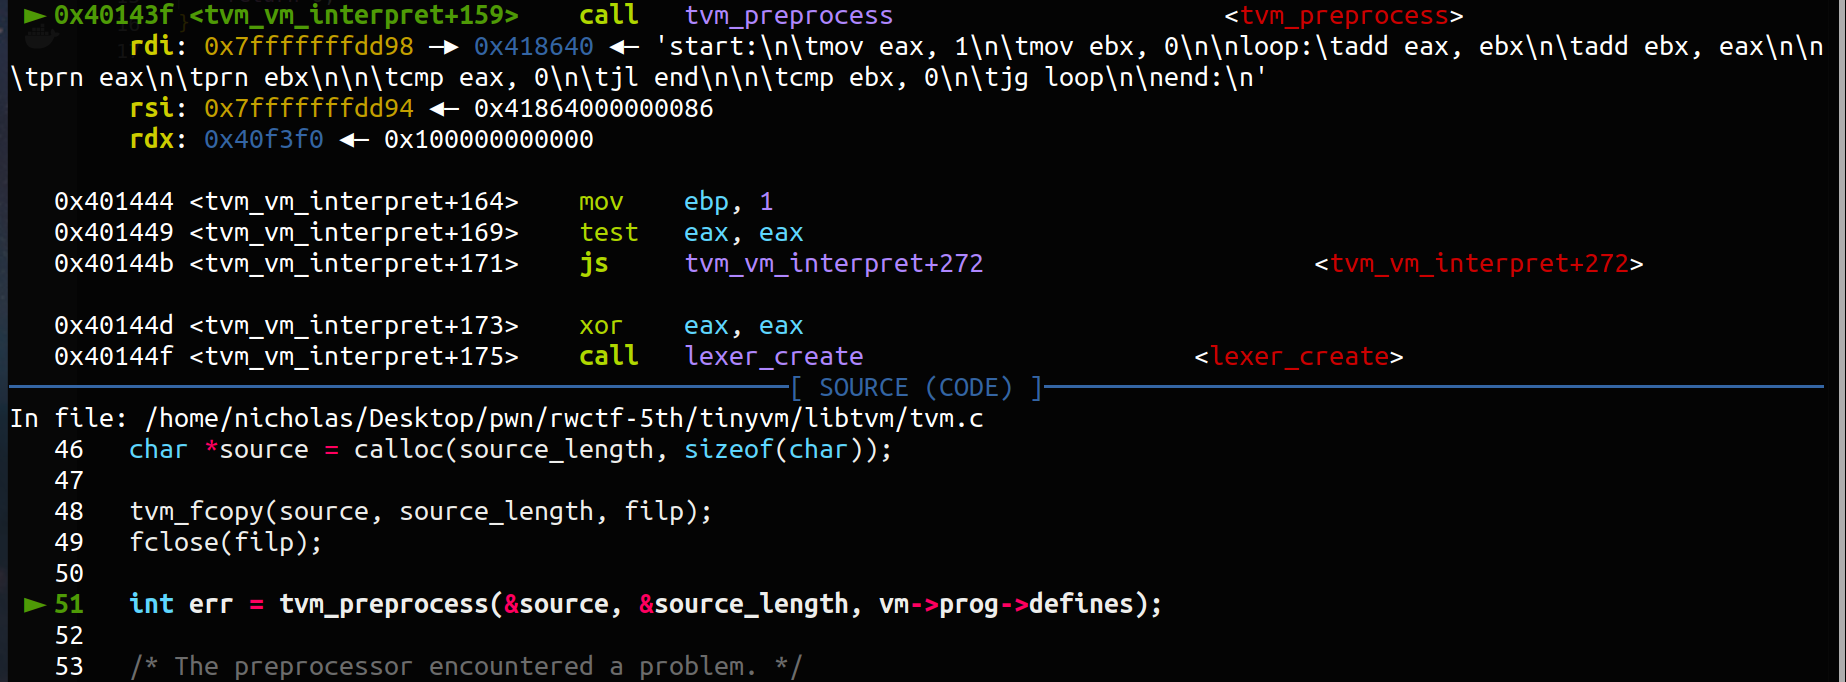 ► 0x40143f <tvm_vm_interpret+159>    call   tvm_preprocess                      <tvm_preprocess>
rdi: 0x7fffffffdd98 —▸ 0x418640 ◂— 'start:\n\tmov eax, 1\n\tmov ebx, 0\n\nloop:\tadd eax, ebx\n\tadd ebx, eax\n\n
\tprn eax\n\tprn ebx\n\n\tcmp eax, 0\n\tjl end\n\n\tcmp ebx, 0\n\tjg loop\n\nend:\n'
rsi: 0x7fffffffdd94 ◂— 0x41864000000086
rdx: 0x40f3f0 ◂— 0x100000000000
0x401444 <tvm_vm_interpret+164>    mov    ebp, 1
0x401449 <tvm_vm_interpret+169>    test   eax, eax
0x40144b <tvm_vm_interpret+171>    js     tvm_vm_interpret+272                      <tvm_vm_interpret+272>
0x40144d <tvm_vm_interpret+173>    xor    eax, eax
0x40144f <tvm_vm_interpret+175>    call   lexer_create                      <lexer_create>
[ SOURCE (CODE) ]
In file: /home/nicholas/Desktop/pwn/rwctf-5th/tinyvm/libtvm/tvm.c
46   char *source = calloc(source_length, sizeof(char));
47
48   tvm_fcopy(source, source_length, filp);
49   fclose(filp);
50
► 51   int err = tvm_preprocess(&source, &source_length, vm->prog->defines);
52
53   /* The preprocessor encountered a problem. */